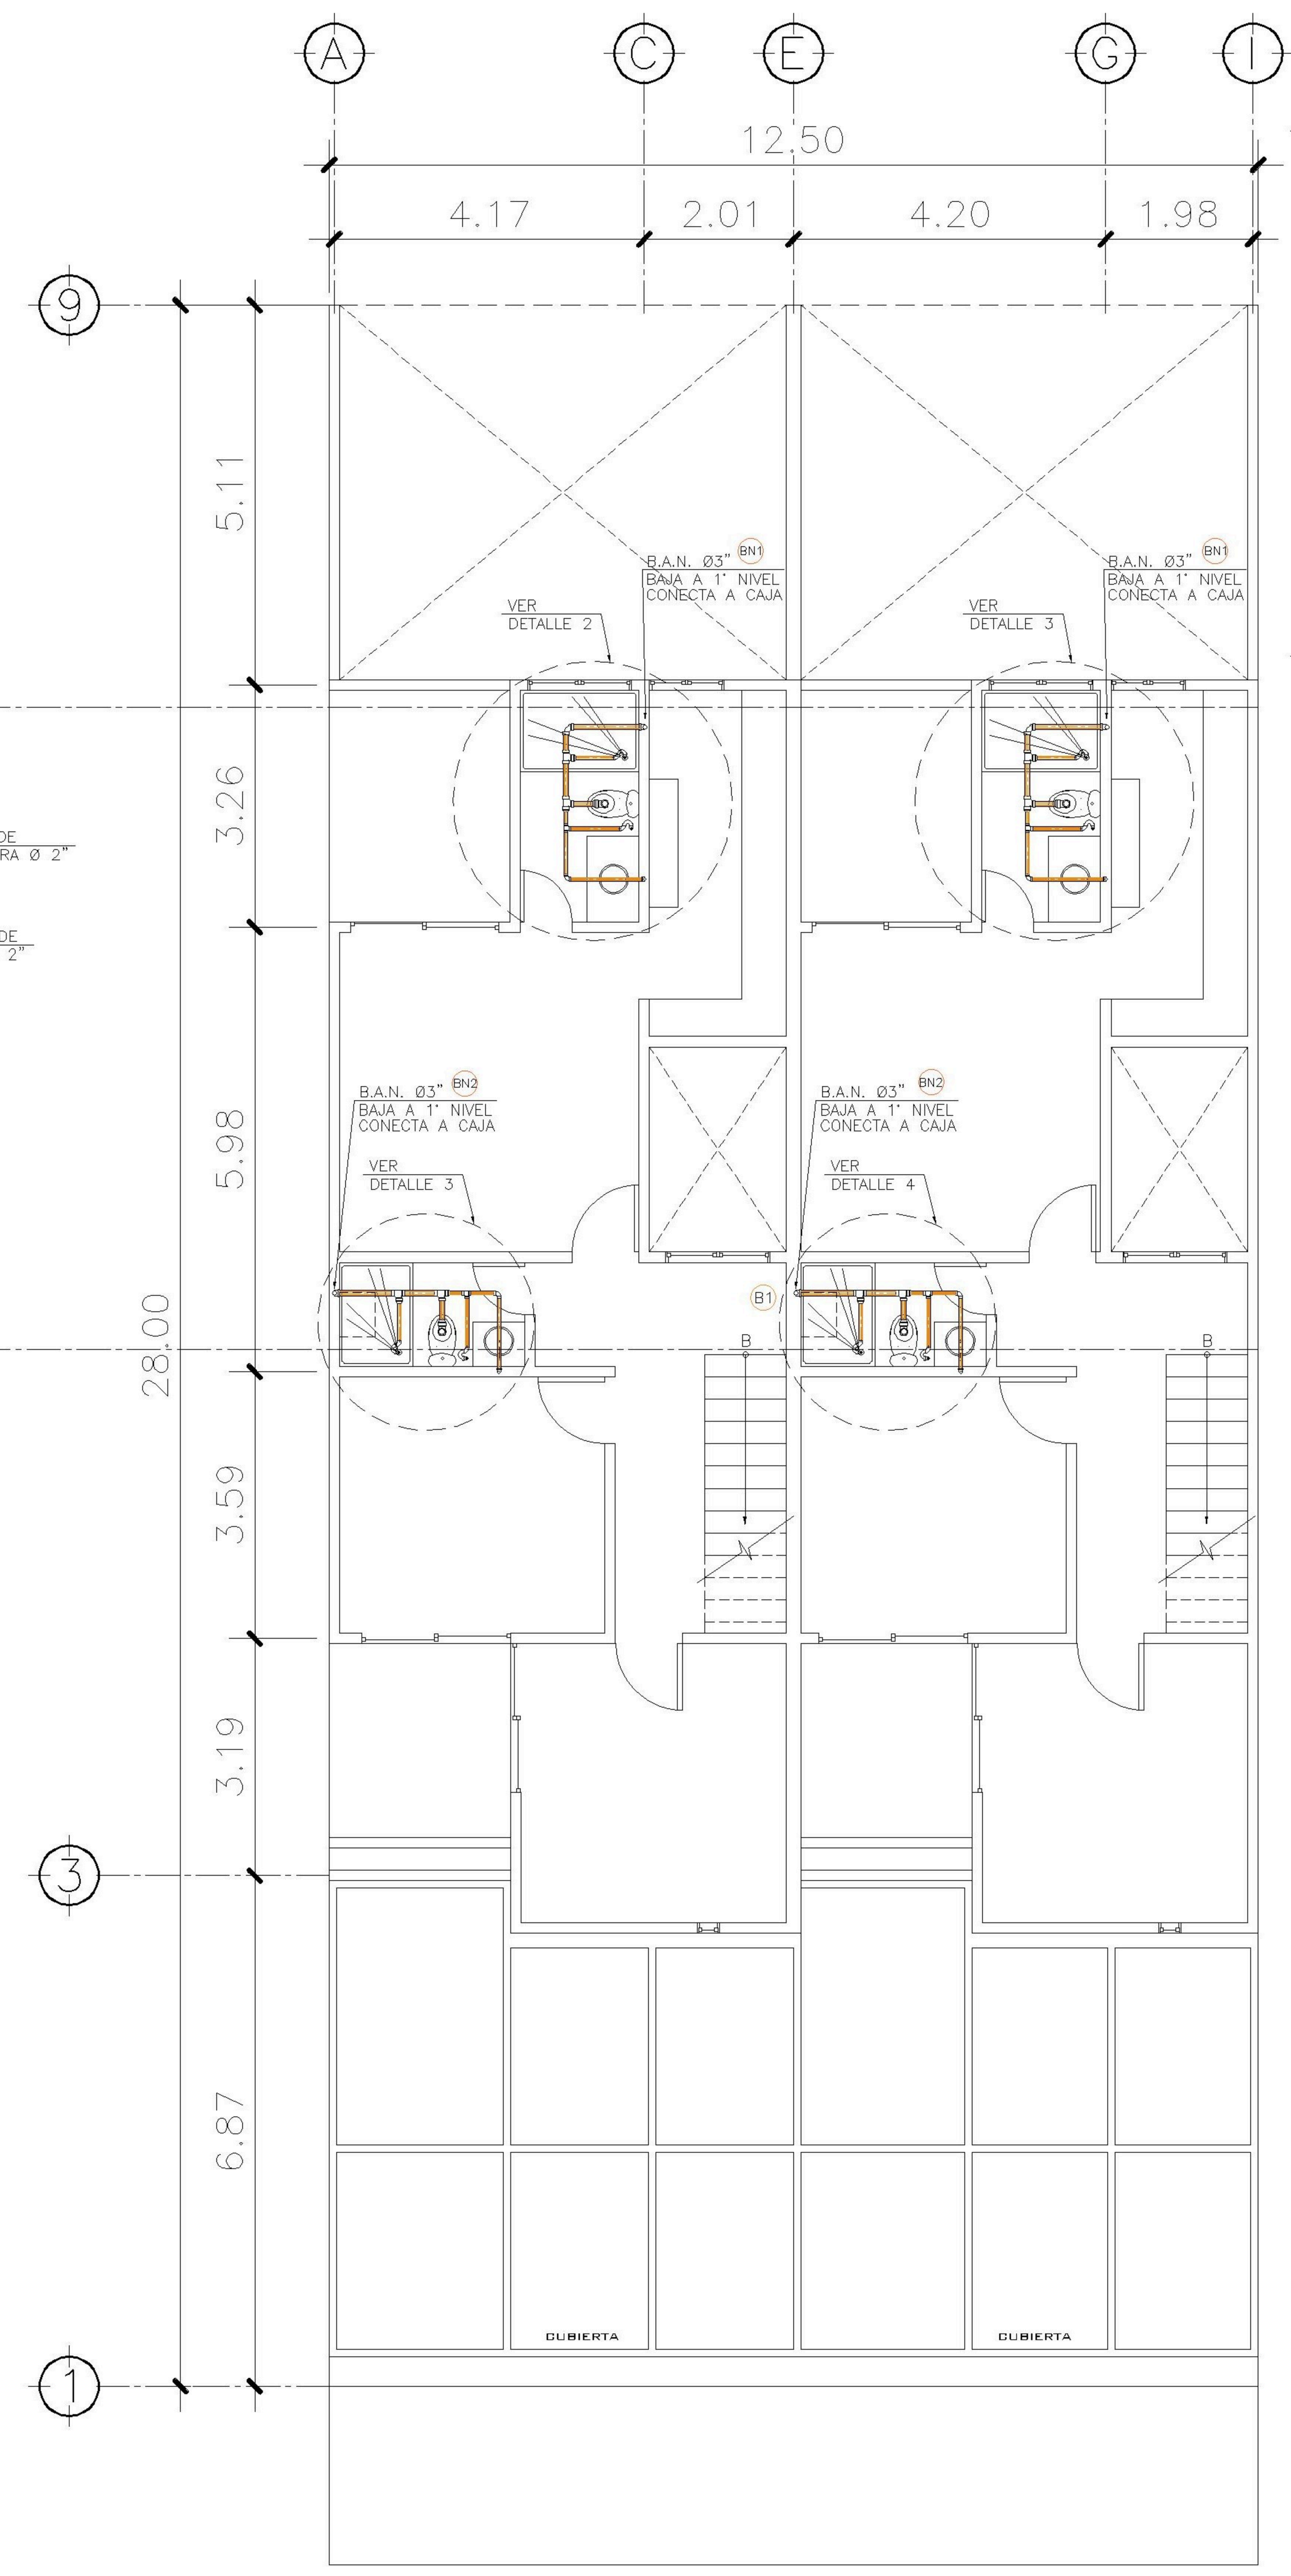 A C E G I
12.50
4.17 2.01 4.20 1.98
9
5.11
B.A.N. Ø3" BN1
BAJA A 1° NIVEL
CONECTA A CAJA
B.A.N. Ø3" BN1
BAJA A 1° NIVEL
CONECTA A CAJA
VER
DETALLE 2
VER
DETALLE 3
3.26
DE
RA Ø 2"
DE
2"
B.A.N. Ø3" BN2
BAJA A 1° NIVEL
CONECTA A CAJA
B.A.N. Ø3" BN2
BAJA A 1° NIVEL
CONECTA A CAJA
5.98
VER
DETALLE 3
VER
DETALLE 4
B1
B
B
28.00
3.59
3.19
3
6.87
CUBIERTA
CUBIERTA
1